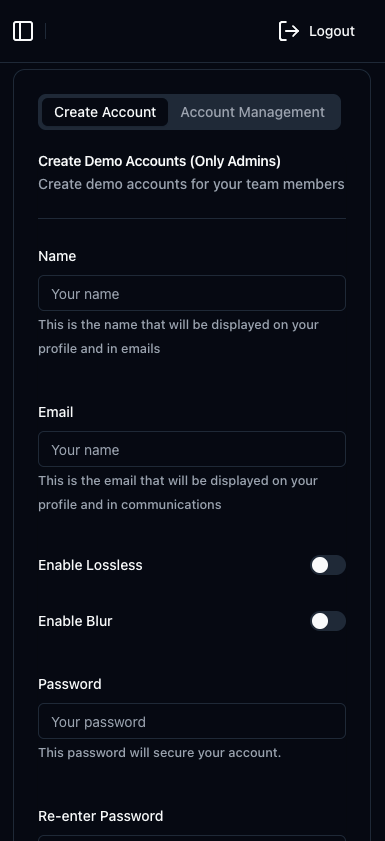 Logout
Create Account
Account Management
Create Demo Accounts (Only Admins)
Create demo accounts for your team members
Name
Your name
This is the name that will be displayed on your
profile and in emails
Email
Your name
This is the email that will be displayed on your
profile and in communications
Enable Lossless
Enable Blur
Password
Your password
This password will secure your account.
Re-enter Password